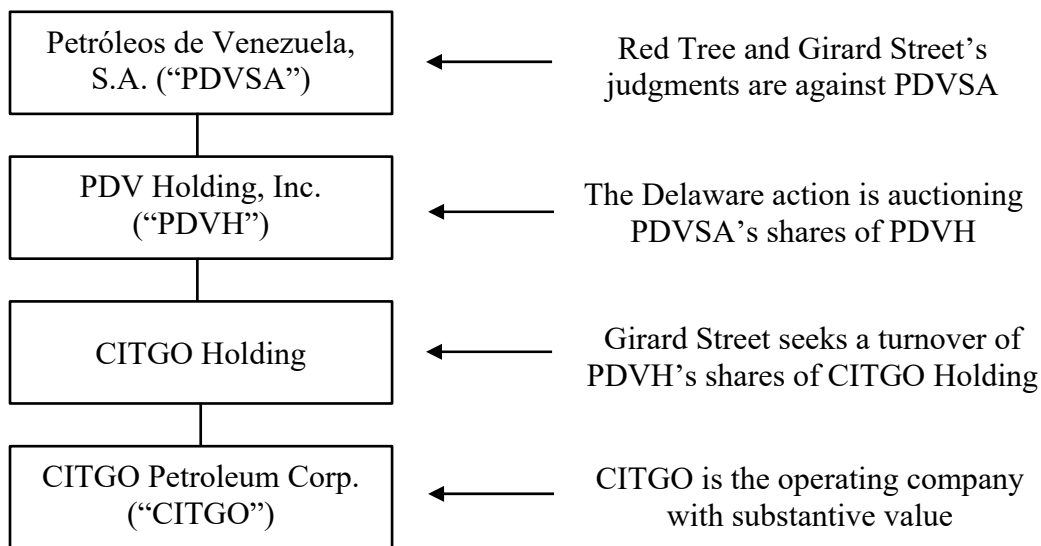 Petróleos de Venezuela,
S.A. (“PDVSA”)
Red Tree and Girard Street’s
judgments are against PDVSA
PDV Holding, Inc.
(“PDVH”)
The Delaware action is auctioning
PDVSA’s shares of PDVH
CITGO Holding
Girard Street seeks a turnover of
PDVH’s shares of CITGO Holding
CITGO Petroleum Corp.
(“CITGO”)
CITGO is the operating company
with substantive value